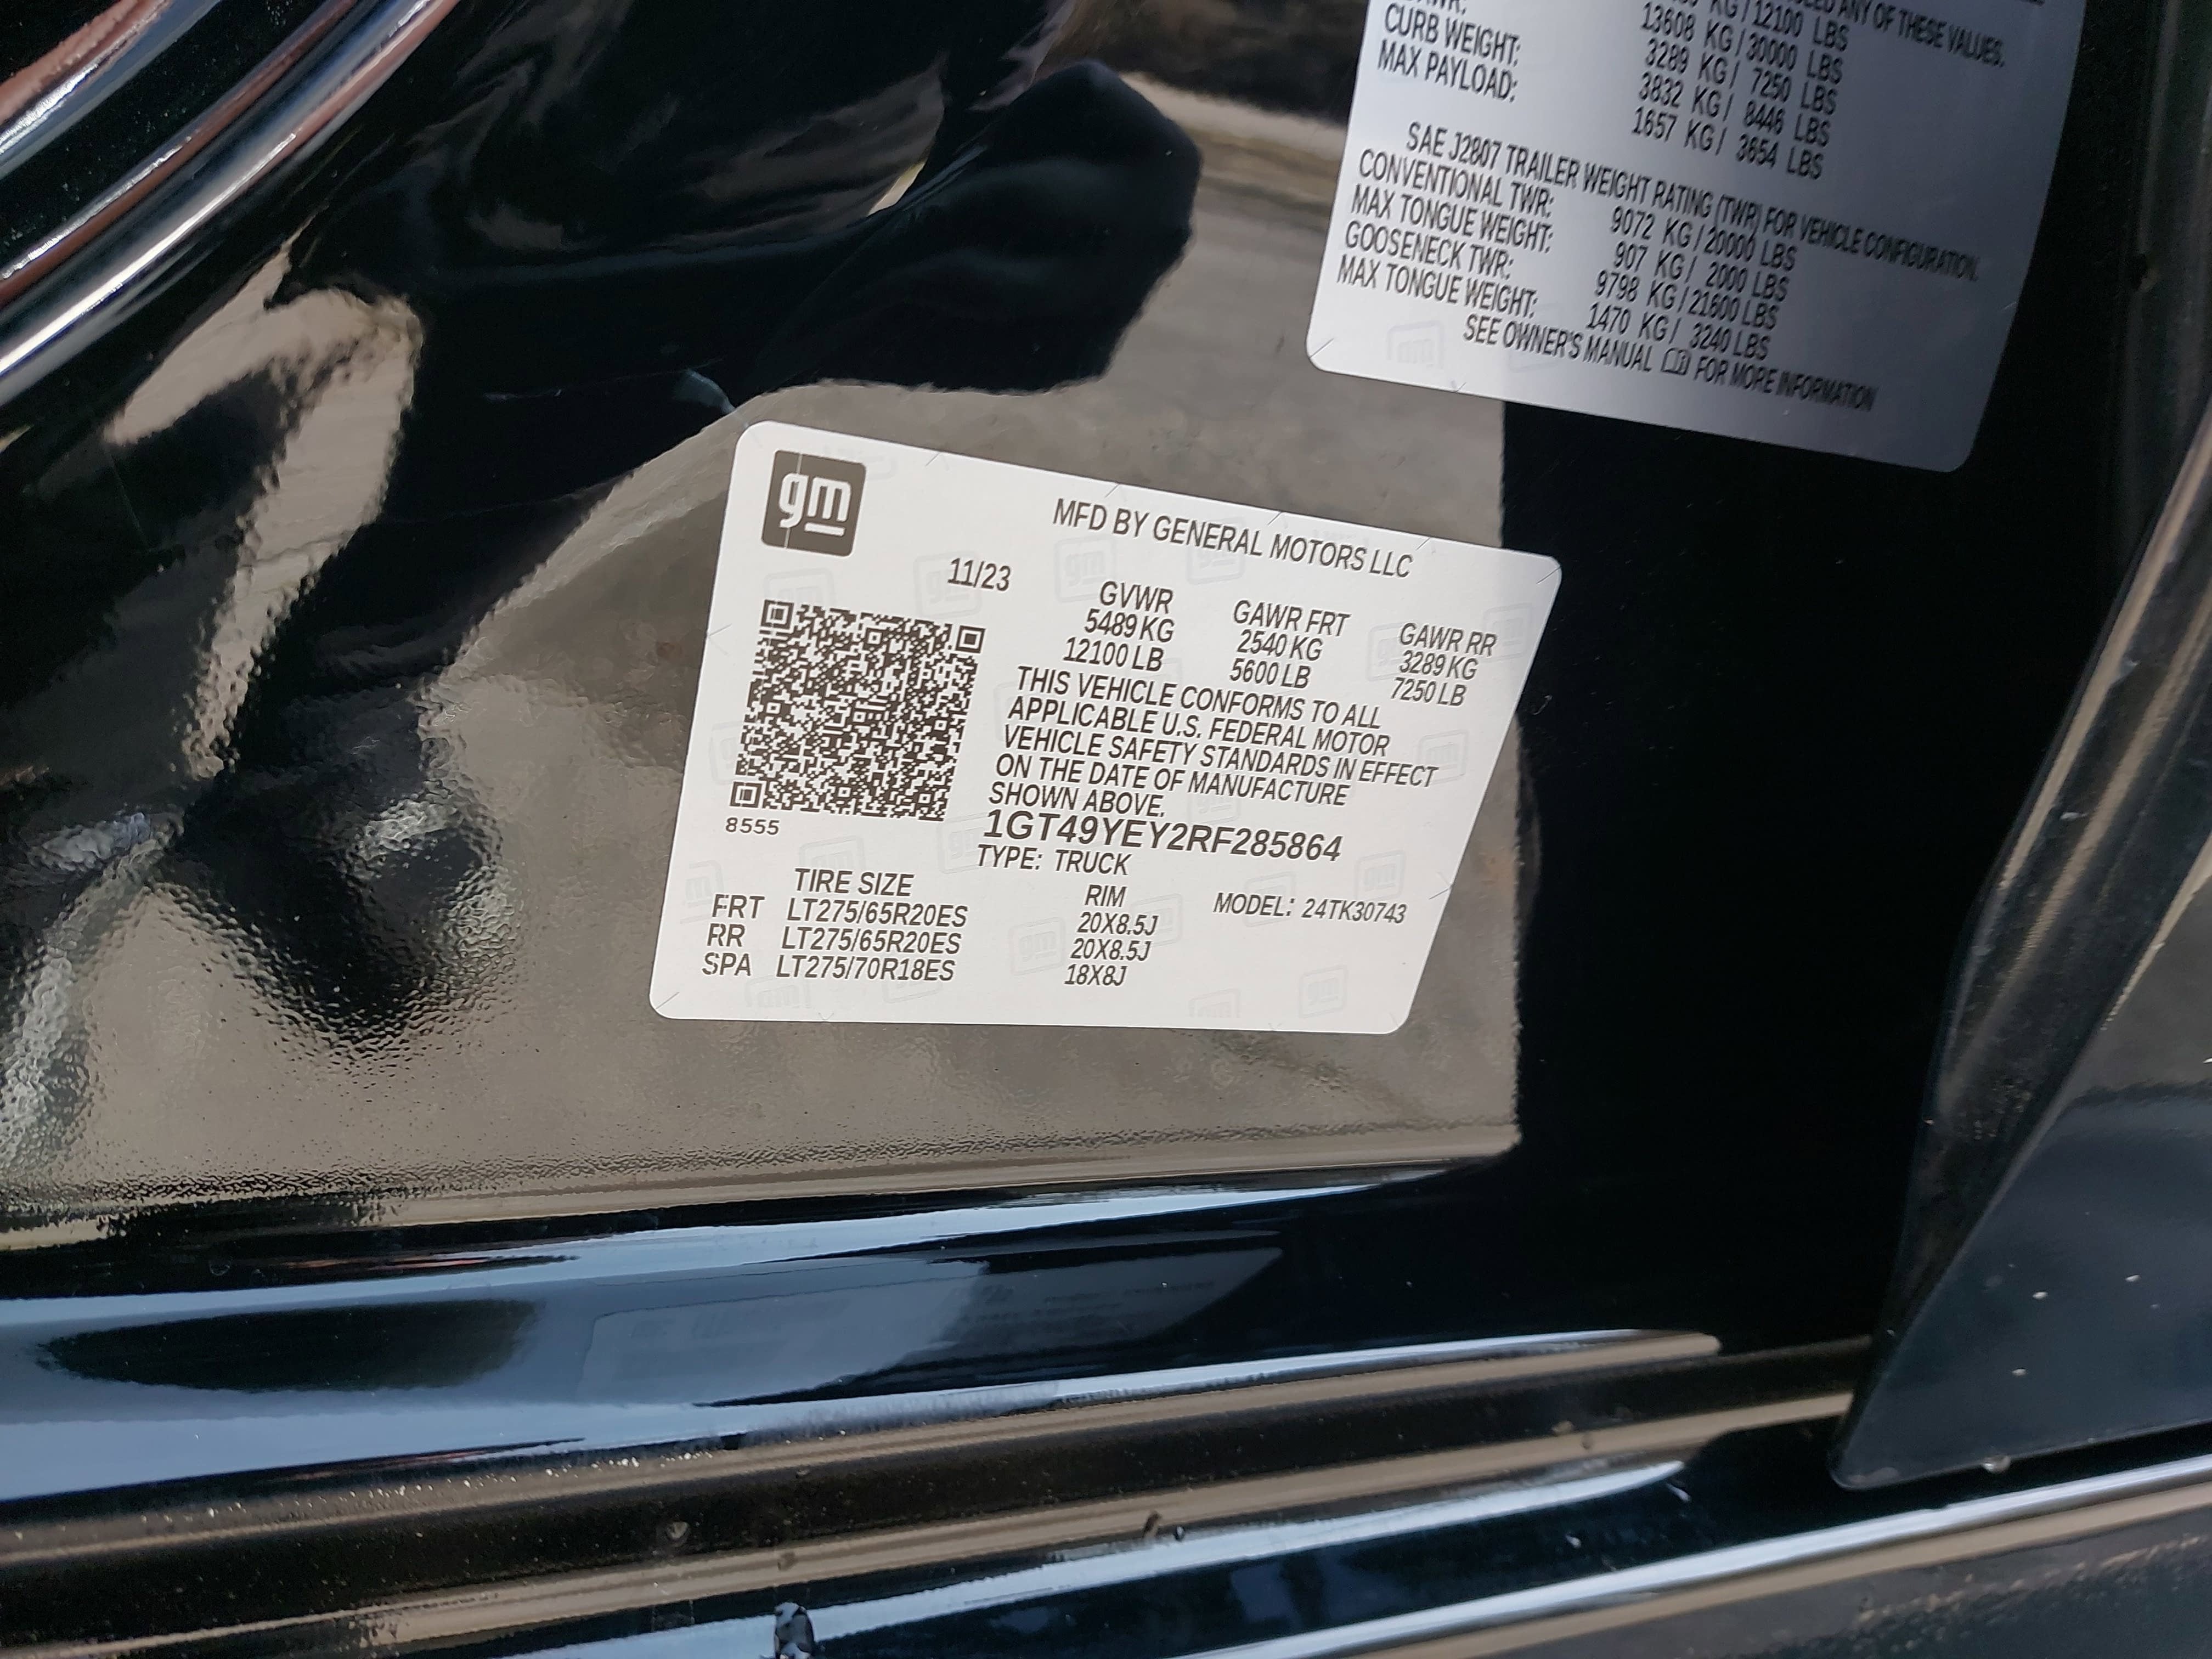 gm
MFD BY GENERAL MOTORS LLC
11/23
GVWR GAWR FRT GAWR RR
5489 KG 2540 KG 3289 KG
12100 LB 5600 LB 7250 LB
THIS VEHICLE CONFORMS TO ALL
APPLICABLE U.S. FEDERAL MOTOR
VEHICLE SAFETY STANDARDS IN EFFECT
ON THE DATE OF MANUFACTURE
SHOWN ABOVE.
8555
1GT49YEY2RF285864
TYPE: TRUCK
TIRE SIZE RIM MODEL: 24TK30743
FRT LT275/65R20ES 20X8.5J
RR LT275/65R20ES 20X8.5J
SPA LT275/70R18ES 18X8J
ANY OF THESE VALUES.
KG / 12100 LBS
13608 KG / 30000 LBS
3289 KG / 7250 LBS
CURB WEIGHT: 3832 KG / 8446 LBS
MAX PAYLOAD: 1657 KG / 3654 LBS
SAE J2807 TRAILER WEIGHT RATING (TWR) FOR VEHICLE CONFIGURATION.
CONVENTIONAL TWR: 9072 KG / 20000 LBS
MAX TONGUE WEIGHT: 907 KG / 2000 LBS
GOOSENECK TWR: 9798 KG / 21600 LBS
MAX TONGUE WEIGHT: 1470 KG / 3240 LBS
SEE OWNER'S MANUAL FOR MORE INFORMATION